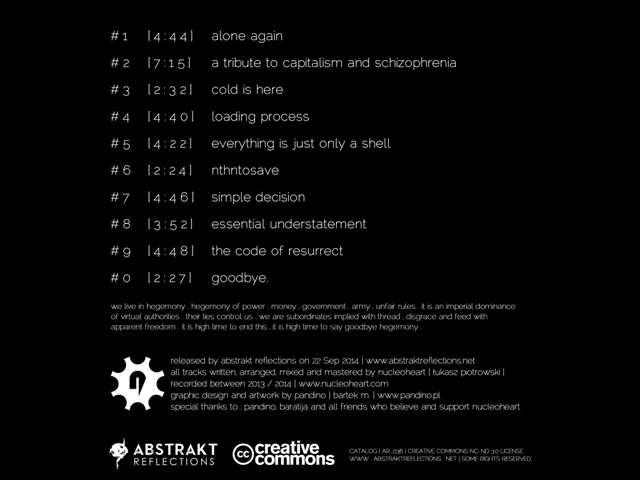 #1 [4:44] alone again
#2 [7:15] a tribute to capitalism and schizophrenia
#3 [2:32] cold is here
#4 [4:40] loading process
#5 [4:22] everything is just only a shell
#6 [2:24] nthntosave
#7 [4:46] simple decision
#8 [3:52] essential understatement
#9 [4:48] the code of resurrect
#0 [2:27] goodbye.
we live in hegemony . hegemony of power . money . government . army . unfair rules . it is an imperial dominance
of virtual authorities . their lies control us . we are subordinates implied with thread . disgrace and feed with
apparent freedom . it is high time to end this . it is high time to say goodbye hegemony .
released by abstrakt reflections on 22 Sep 2014 | www.abstraktreflections.net
all tracks written, arranged, mixed and mastered by nucleoheart | łukasz piotrowski |
recorded between 2013 / 2014 | www.nucleoheart.com
graphic design and artwork by pandino | bartek m. | www.pandino.pl
special thanks to : pandino, baratija and all friends who believe and support nucleoheart
ABSTRAKT
REFLECTIONS
cc creative
commons
CATALOG | AR_036 | CREATIVE COMMONS NC-ND 3.0 LICENSE
WWW . ABSTRAKTREFLECTIONS . NET | SOME RIGHTS RESERVED